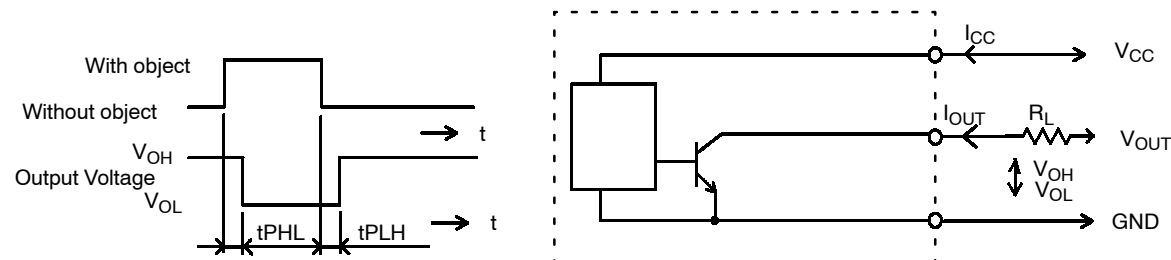 With object
Without object
t
VOH
Output Voltage
VOL
t
tPHL
tPLH
ICC
VCC
IOUT
RL
VOUT
VOH
VOL
GND